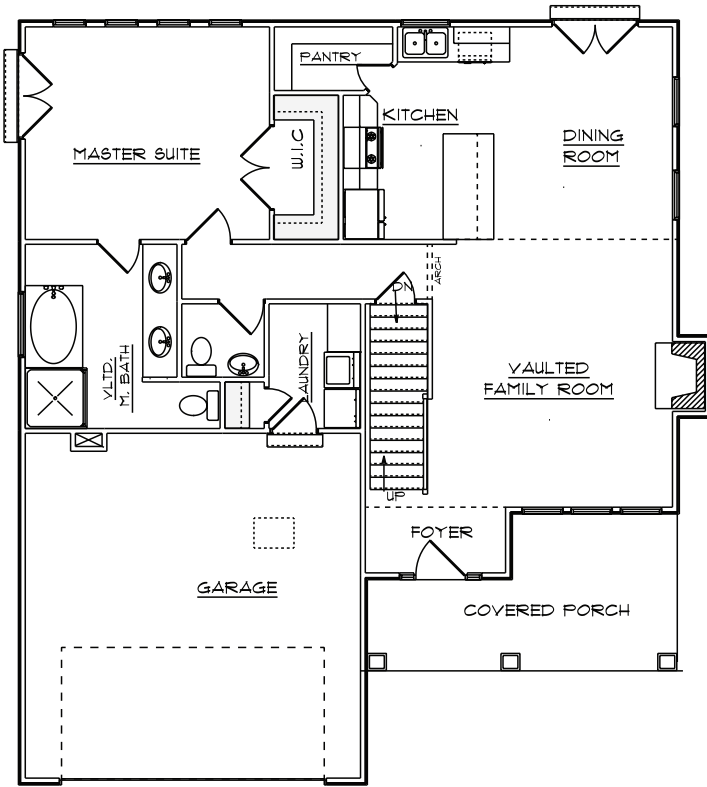 PANTRY
KITCHEN
W.I.C
DINING
ROOM
MASTER SUITE
ARCH
DN
VLTD.
M. BATH
LAUNDRY
VAULTED
FAMILY ROOM
UP
FOYER
GARAGE
COVERED PORCH